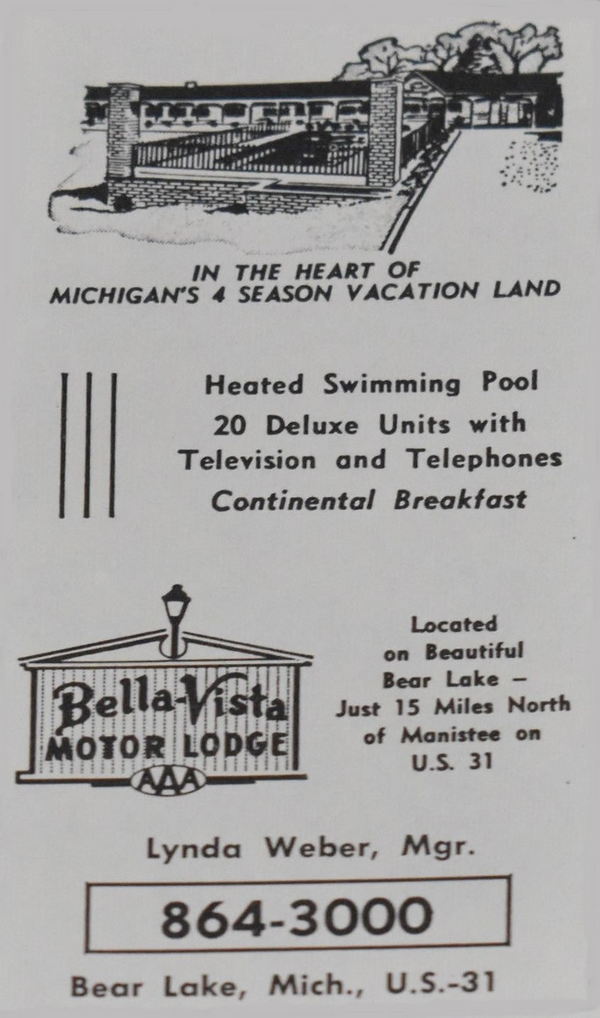 IN THE HEART OF
MICHIGAN'S 4 SEASON VACATION LAND
Heated Swimming Pool
20 Deluxe Units with
Television and Telephones
Continental Breakfast
Bella-Vista
MOTOR LODGE
AAA
Located
on Beautiful
Bear Lake –
Just 15 Miles North
of Manistee on
U.S. 31
Lynda Weber, Mgr.
864-3000
Bear Lake, Mich., U.S.-31